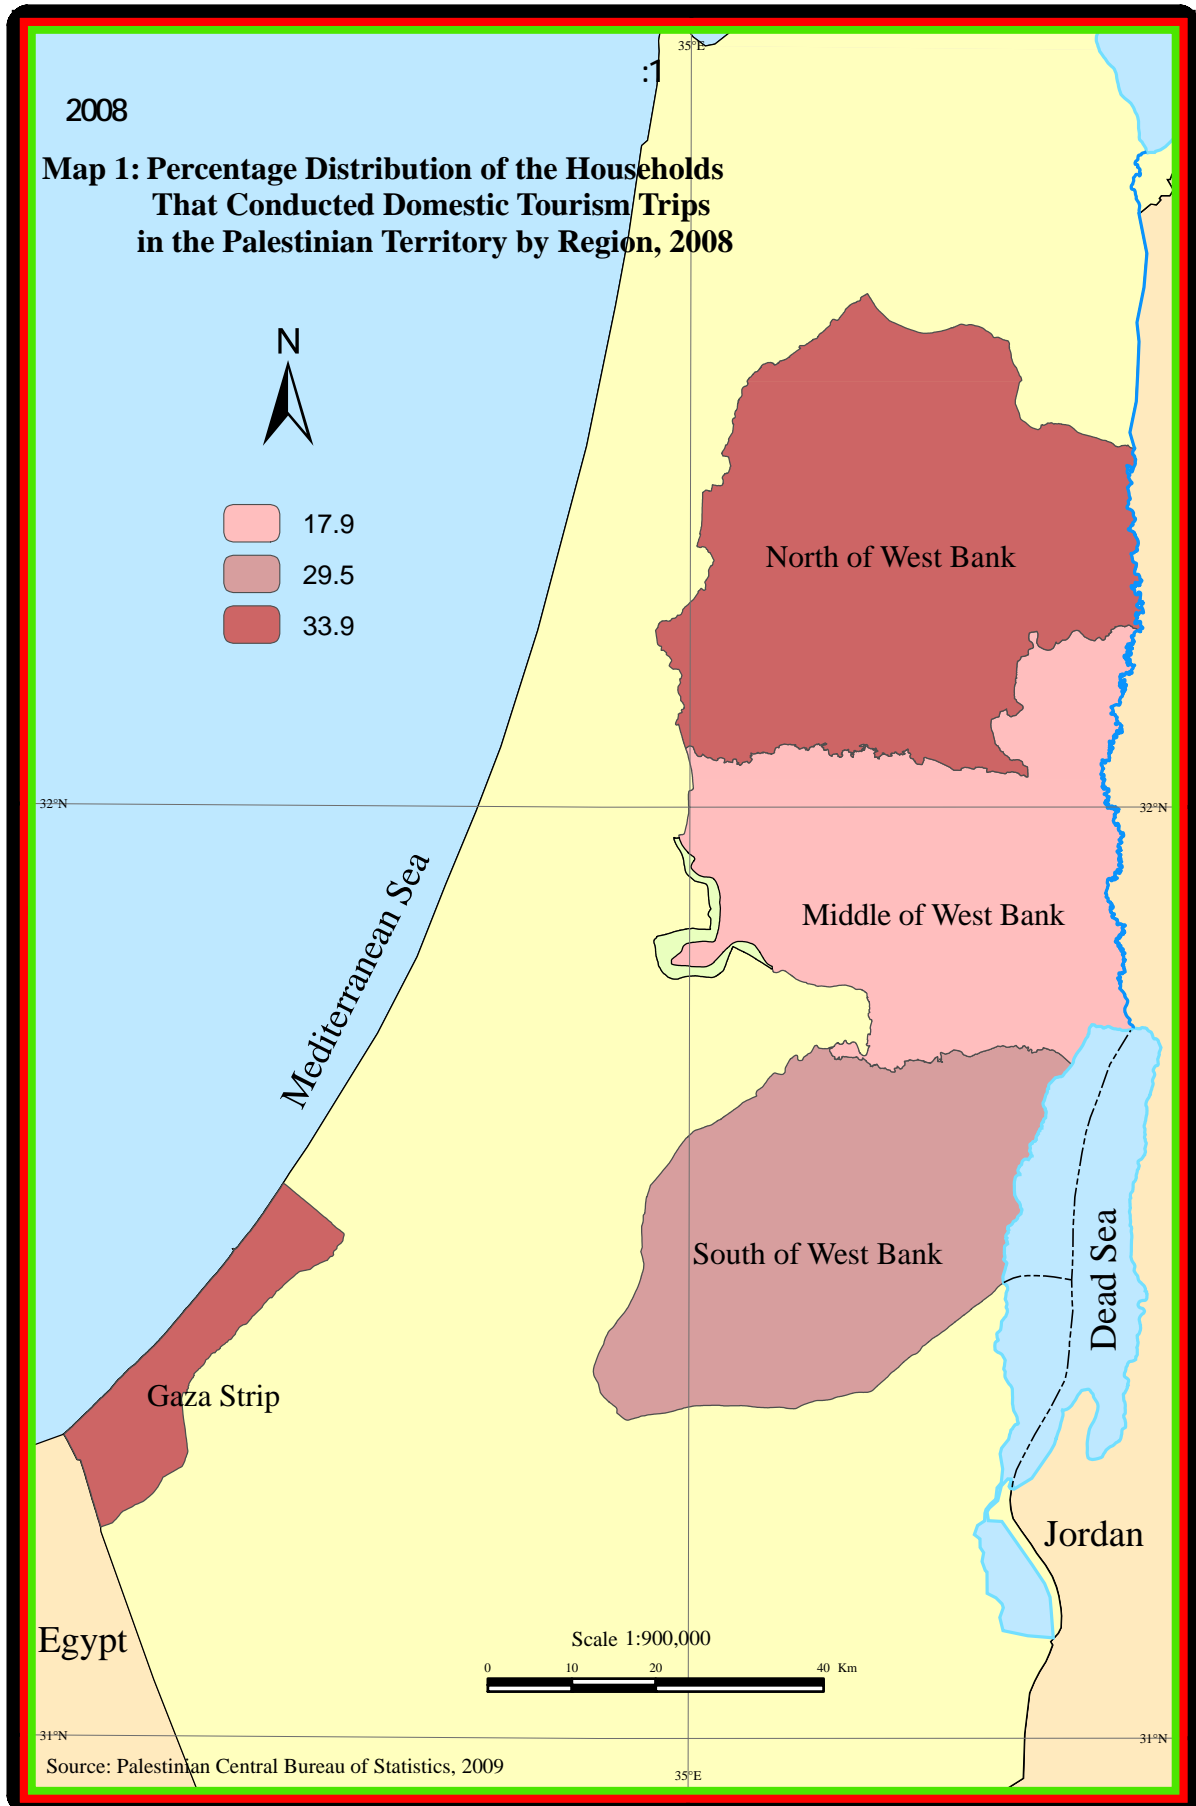 35°E
:1
2008
Map 1: Percentage Distribution of the Households
That Conducted Domestic Tourism Trips
in the Palestinian Territory by Region, 2008
N
17.9
29.5
33.9
North of West Bank
32°N
32°N
Mediterranean Sea
Middle of West Bank
South of West Bank
Dead Sea
Gaza Strip
Jordan
Egypt
Scale 1:900,000
0 10 20 40 Km
31°N
31°N
Source: Palestinian Central Bureau of Statistics, 2009
35°E